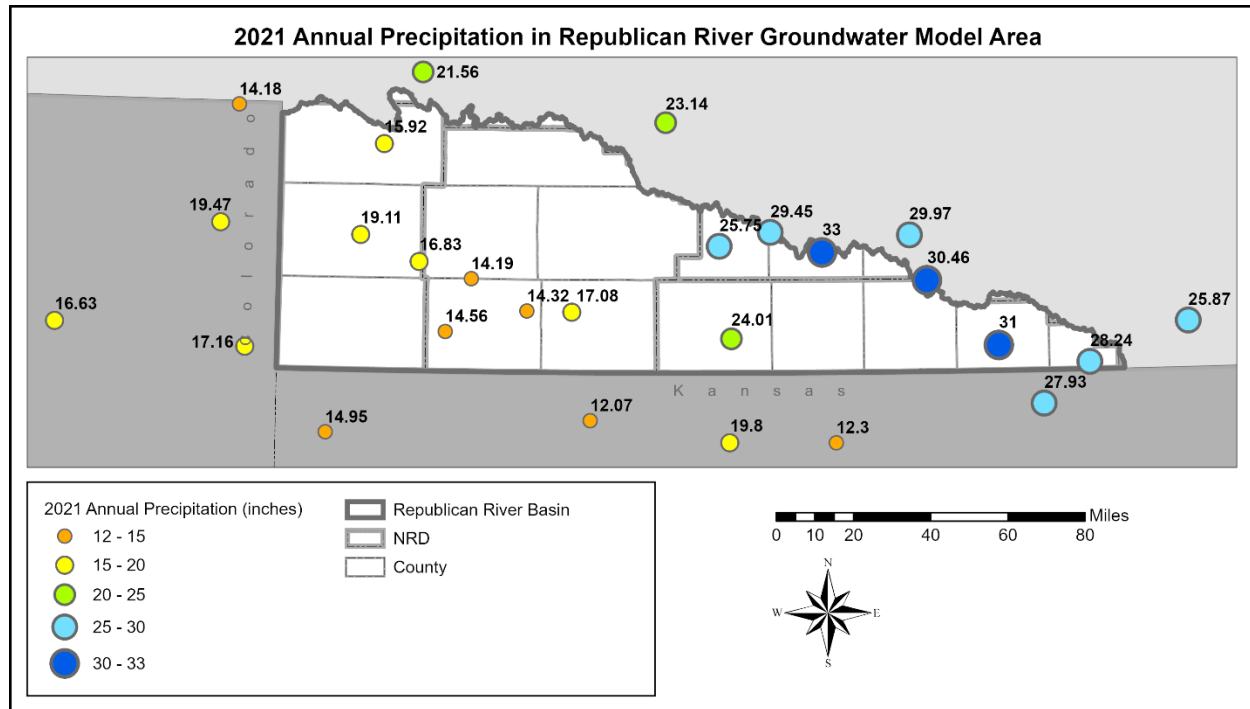 2021 Annual Precipitation in Republican River Groundwater Model Area
21.56
14.18
23.14
15.92
Colorado
19.47
19.11
25.75
29.45
33
29.97
16.83
30.46
14.19
16.63
14.32
17.08
25.87
14.56
24.01
31
17.16
28.24
Kansas
27.93
14.95
12.07
19.8
12.3
2021 Annual Precipitation (inches)
12 - 15
15 - 20
20 - 25
25 - 30
30 - 33
Republican River Basin
NRD
County
Miles
0 10 20 40 60 80
N
W E
S